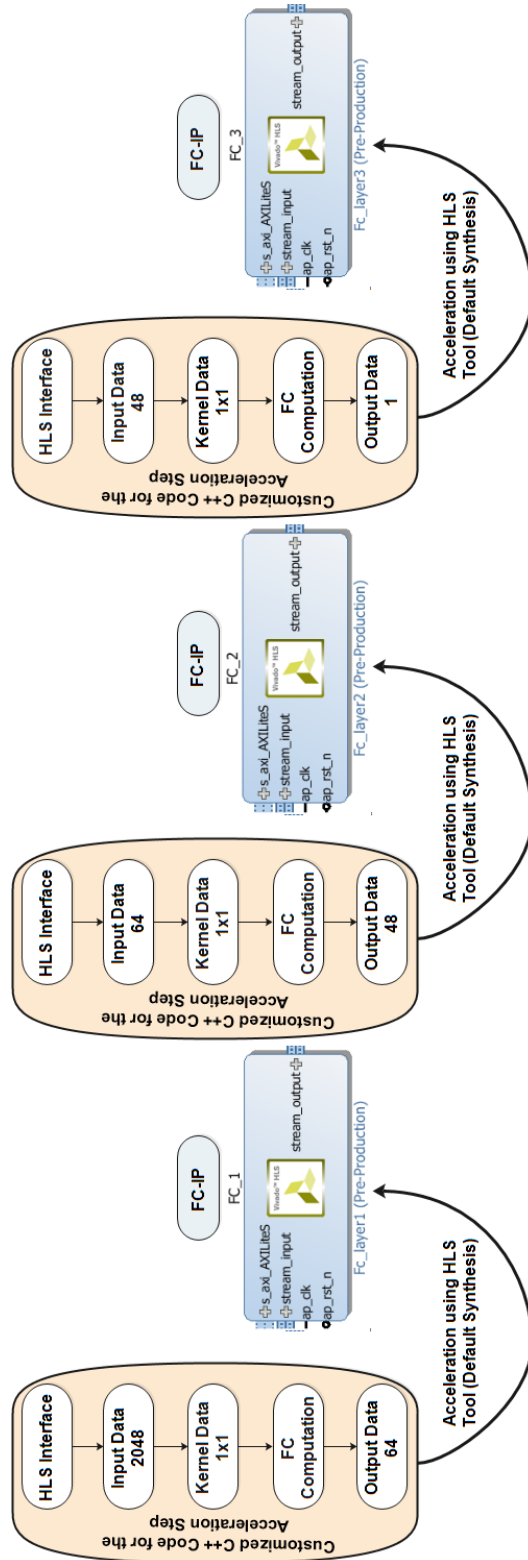 Customized C++ Code for the
Acceleration Step
HLS Interface
Input Data
2048
Kernel Data
1x1
FC
Computation
Output Data
64
Acceleration using HLS
Tool (Default Synthesis)
FC-IP
FC_1
s_axi_AXILiteS
stream_input
ap_clk
ap_rst_n
stream_output
Vivado™ HLS
Fc_layer1 (Pre-Production)
Customized C++ Code for the
Acceleration Step
HLS Interface
Input Data
64
Kernel Data
1x1
FC
Computation
Output Data
48
Acceleration using HLS
Tool (Default Synthesis)
FC-IP
FC_2
s_axi_AXILiteS
stream_input
ap_clk
ap_rst_n
stream_output
Vivado™ HLS
Fc_layer2 (Pre-Production)
Customized C++ Code for the
Acceleration Step
HLS Interface
Input Data
48
Kernel Data
1x1
FC
Computation
Output Data
1
Acceleration using HLS
Tool (Default Synthesis)
FC-IP
FC_3
s_axi_AXILiteS
stream_input
ap_clk
ap_rst_n
stream_output
Vivado™ HLS
Fc_layer3 (Pre-Production)